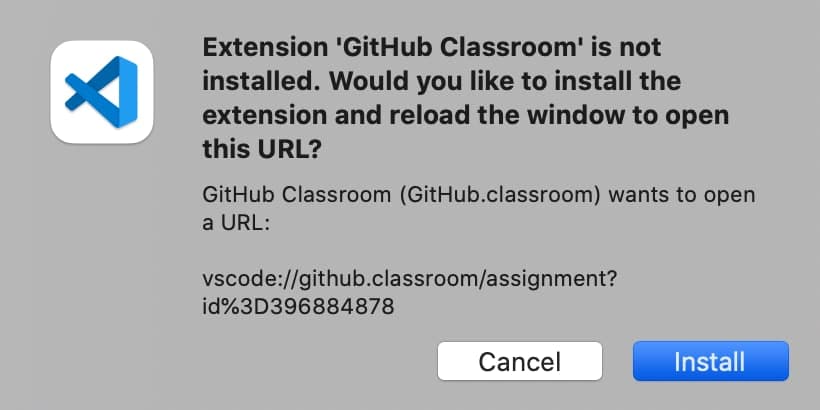 Extension 'GitHub Classroom' is not
installed. Would you like to install the
extension and reload the window to open
this URL?
GitHub Classroom (GitHub.classroom) wants to open
a URL:
vscode://github.classroom/assignment?
id%3D396884878
Cancel
Install